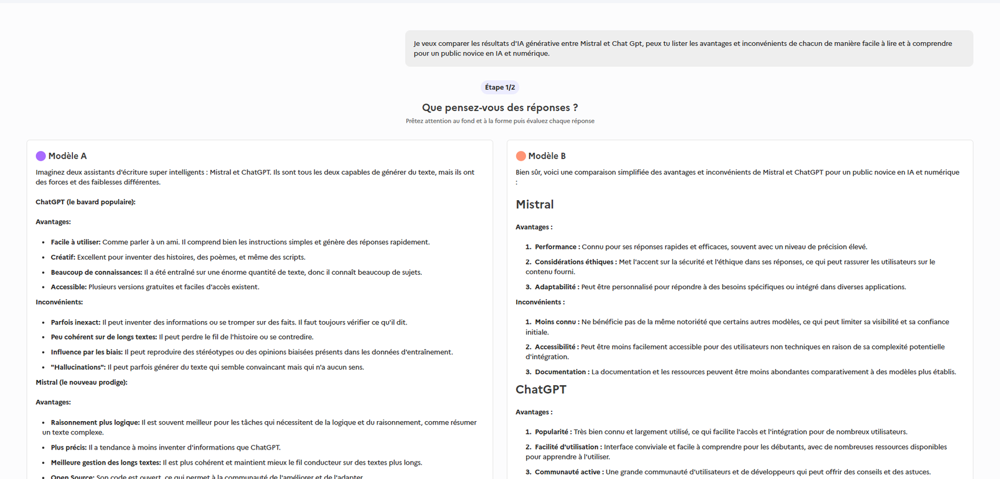 Je veux comparer les résultats d'IA générative entre Mistral et Chat Gpt, peux tu lister les avantages et inconvénients de chacun de manière facile à lire et à comprendre
pour un public novice en IA et numérique.
Étape 1/2
Que pensez-vous des réponses ?
Prêtez attention au fond et à la forme puis évaluez chaque réponse
Modèle A
Imaginez deux assistants d'écriture super intelligents : Mistral et ChatGPT. Ils sont tous les deux capables de générer du texte, mais ils ont
des forces et des faiblesses différentes.
ChatGPT (le bavard populaire):
Avantages:
• Facile à utiliser: Comme parler à un ami. Il comprend bien les instructions simples et génère des réponses rapidement.
• Créatif: Excellent pour inventer des histoires, des poèmes, et même des scripts.
• Beaucoup de connaissances: Il a été entraîné sur une énorme quantité de texte, donc il connaît beaucoup de sujets.
• Accessible: Plusieurs versions gratuites et faciles d'accès existent.
Inconvénients:
• Parfois inexact: Il peut inventer des informations ou se tromper sur des faits. Il faut toujours vérifier ce qu'il dit.
• Peu cohérent sur de longs textes: Il peut perdre le fil de l'histoire ou se contredire.
• Influence par les biais: Il peut reproduire des stéréotypes ou des opinions biaisées présents dans les données d'entraînement.
• "Hallucinations": Il peut parfois générer du texte qui semble convaincant mais qui n'a aucun sens.
Mistral (le nouveau prodige):
Avantages:
• Raisonnement plus logique: Il est souvent meilleur pour les tâches qui nécessitent de la logique et du raisonnement, comme résumer
un texte complexe.
• Plus précis: Il a tendance à moins inventer d'informations que ChatGPT.
• Meilleure gestion des longs textes: Il est plus cohérent et maintient mieux le fil conducteur sur des textes plus longs.
• Open Source: Son code est ouvert, ce qui permet à la communauté de l'améliorer et de l'adapter.
Modèle B
Bien sûr, voici une comparaison simplifiée des avantages et inconvénients de Mistral et ChatGPT pour un public novice en IA et numérique
:
Mistral
Avantages :
1. Performance : Connu pour ses réponses rapides et efficaces, souvent avec un niveau de précision élevé.
2. Considérations éthiques : Met l'accent sur la sécurité et l'éthique dans ses réponses, ce qui peut rassurer les utilisateurs sur le
contenu fourni.
3. Adaptabilité : Peut être personnalisé pour répondre à des besoins spécifiques ou intégré dans diverses applications.
Inconvénients :
1. Moins connu : Ne bénéficie pas de la même notoriété que certains autres modèles, ce qui peut limiter sa visibilité et sa confiance
initiale.
2. Accessibilité : Peut être moins facilement accessible pour des utilisateurs non techniques en raison de sa complexité potentielle
d'intégration.
3. Documentation : La documentation et les ressources peuvent être moins abondantes comparativement à des modèles plus établis.
ChatGPT
Avantages :
1. Popularité : Très bien connu et largement utilisé, ce qui facilite l'accès et l'intégration pour de nombreux utilisateurs.
2. Facilité d'utilisation : Interface conviviale et facile à comprendre pour les débutants, avec de nombreuses ressources disponibles
pour apprendre à l'utiliser.
3. Communauté active : Une grande communauté d'utilisateurs et de développeurs qui peut offrir des conseils et des astuces.